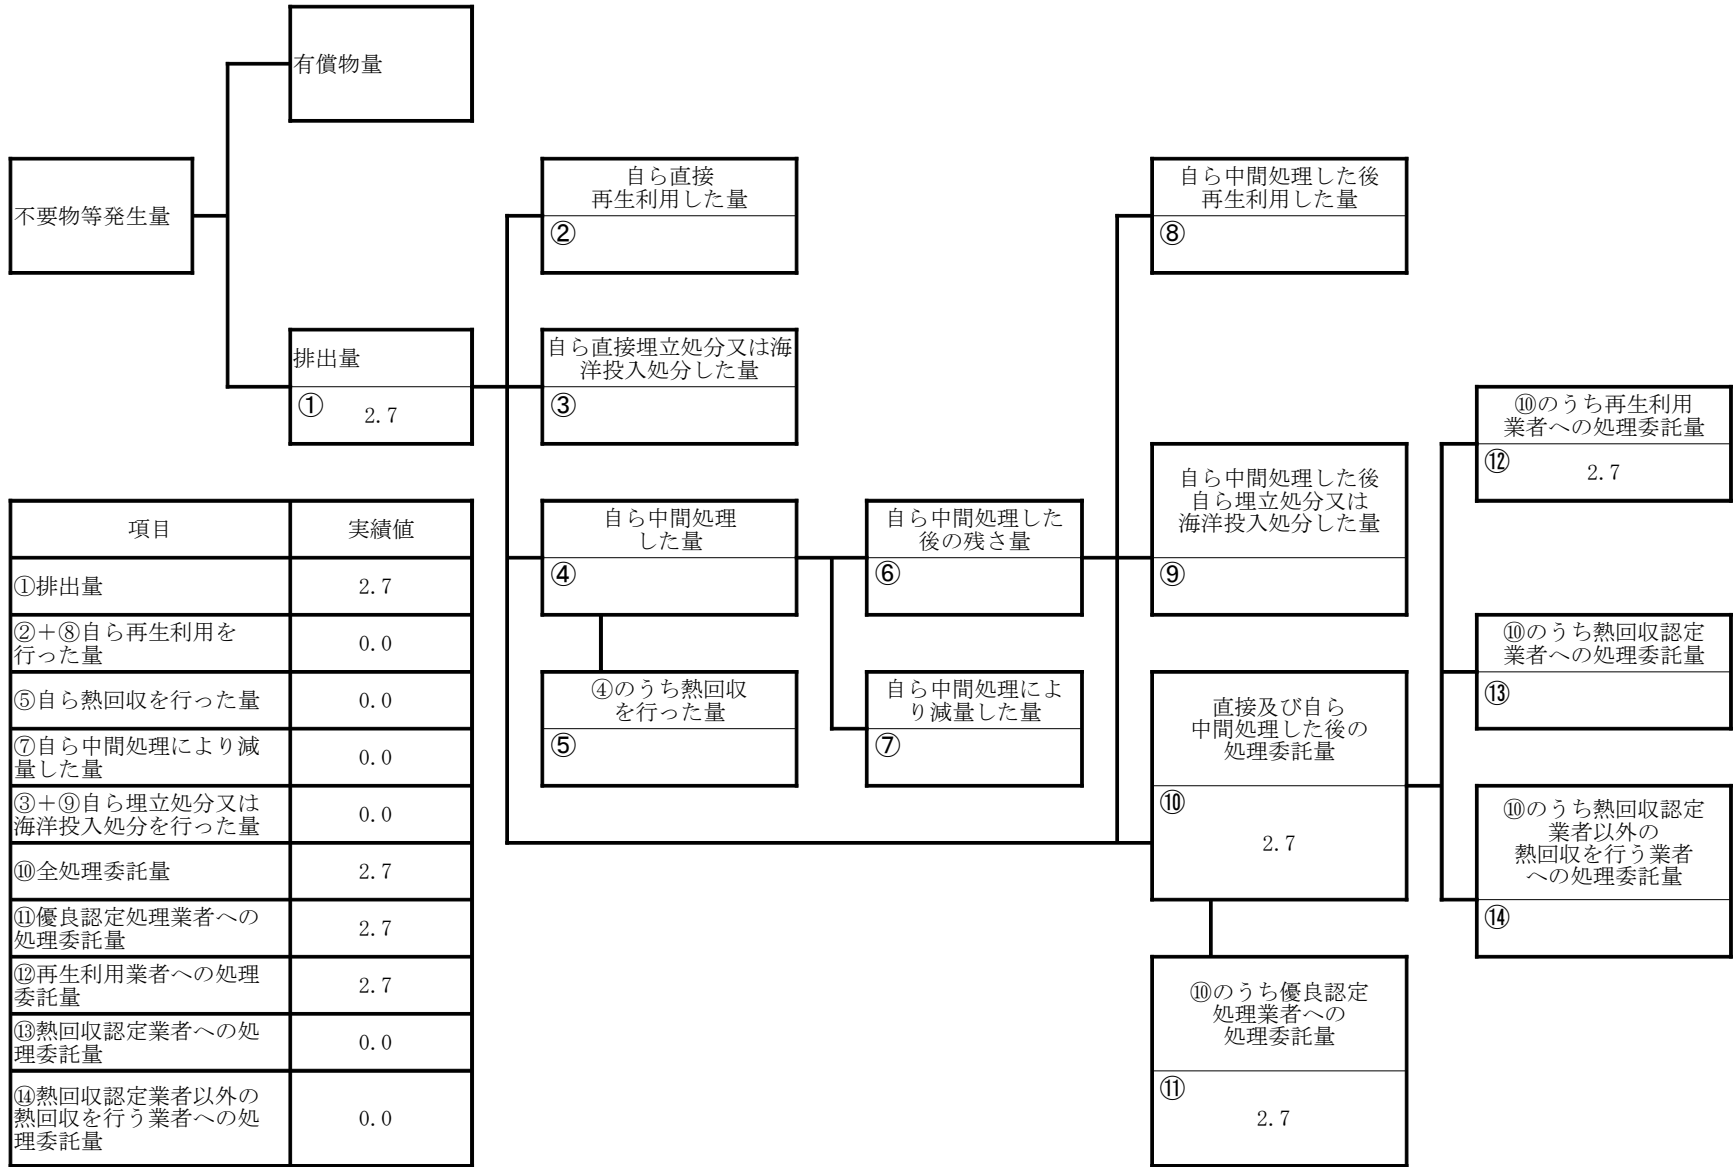 有償物量
不要物等発生量
自ら直接
再生利用した量
②
自ら中間処理した後
再生利用した量
⑧
排出量
①
2.7
自ら直接埋立処分又は海
洋投入処分した量
③
⑩のうち再生利用
業者への処理委託量
⑫
2.7
自ら中間処理
した量
④
自ら中間処理した
後の残さ量
⑥
自ら中間処理した後
自ら埋立処分又は
海洋投入処分した量
⑨
⑩のうち熱回収認定
業者への処理委託量
⑬
④のうち熱回収
を行った量
⑤
自ら中間処理によ
り減量した量
⑦
直接及び自ら
中間処理した後の
処理委託量
⑩
2.7
⑩のうち熱回収認定
業者以外の
熱回収を行う業者
への処理委託量
⑭
⑩のうち優良認定
処理業者への
処理委託量
⑪
2.7
項目 実績値
①排出量 2.7
②+⑧自ら再生利用を
行った量 0.0
⑤自ら熱回収を行った量 0.0
⑦自ら中間処理により減
量した量 0.0
③+⑨自ら埋立処分又は
海洋投入処分を行った量 0.0
⑩全処理委託量 2.7
⑪優良認定処理業者への
処理委託量 2.7
⑫再生利用業者への処理
委託量 2.7
⑬熱回収認定業者への処
理委託量 0.0
⑭熱回収認定業者以外の
熱回収を行う業者への処
理委託量 0.0